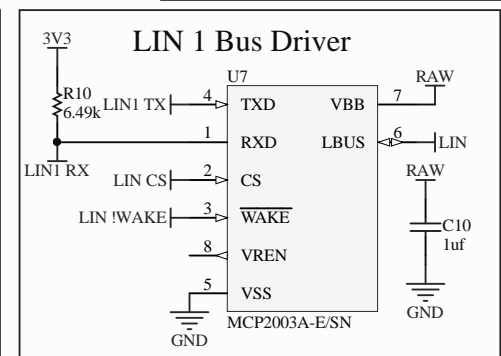 LIN 1 Bus Driver
3V3
R10
6.49k
LIN1 RX
U7
LIN1 TX 4 TXD
VBB 7 RAW
1 RXD
LBUS 6 LIN
LIN CS 2 CS
LIN !WAKE 3 WAKE
8 VREN
5 VSS
GND
MCP2003A-E/SN
RAW
C10
1uf
GND